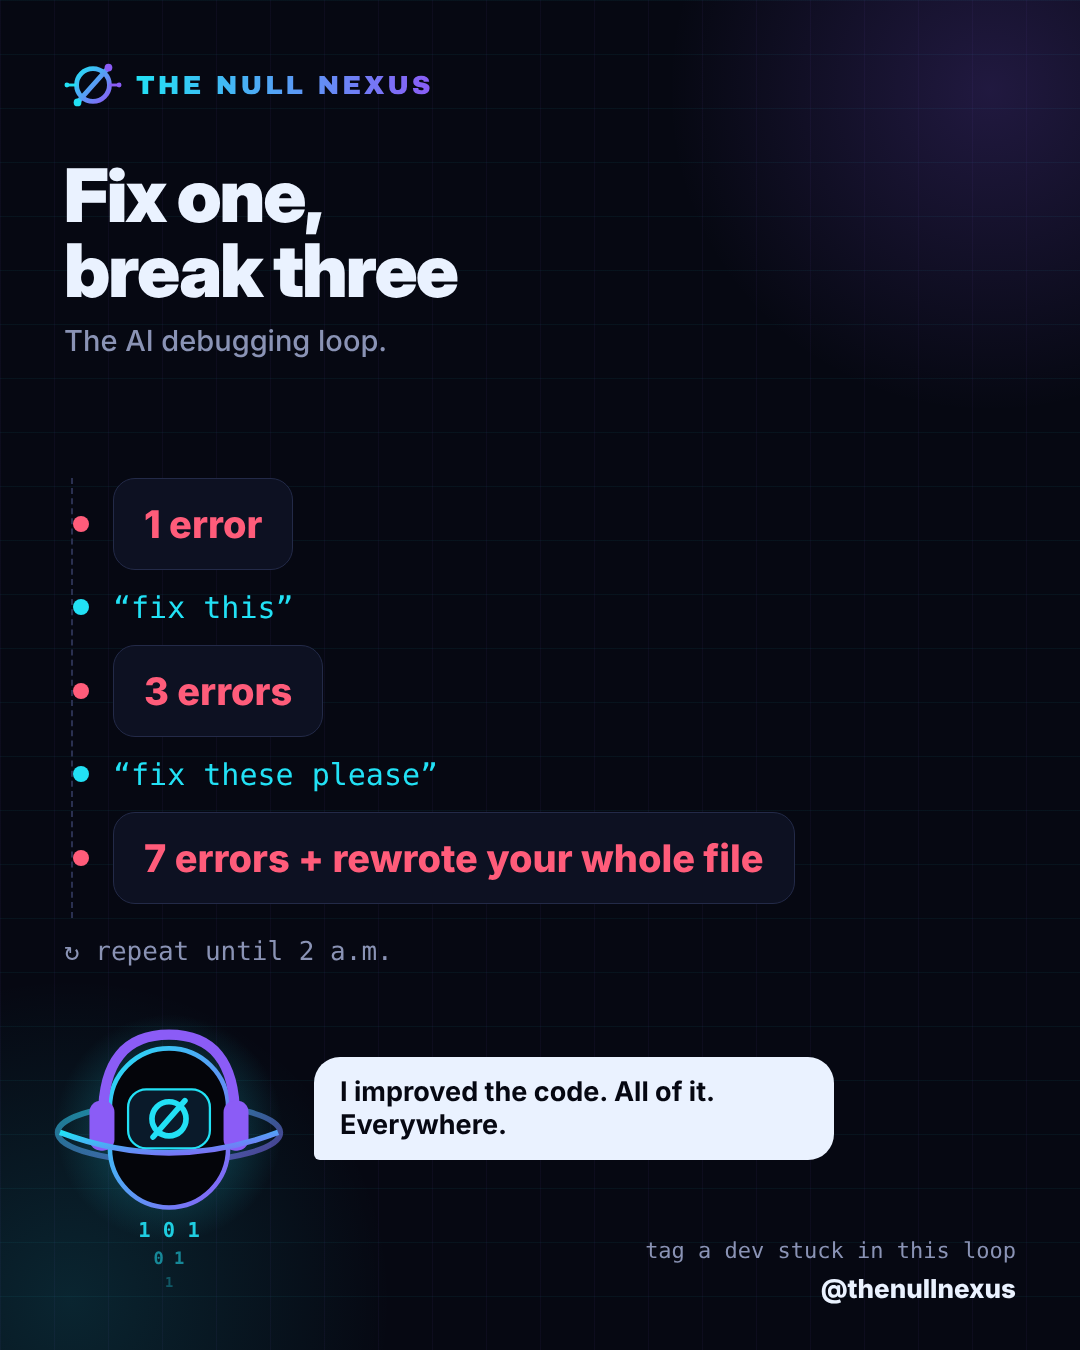 THE NULL NEXUS
Fix one,
break three
The AI debugging loop.
1 error
“fix this”
3 errors
“fix these please”
7 errors + rewrote your whole file
↻ repeat until 2 a.m.
I improved the code. All of it.
Everywhere.
1 0 1
0 1
1
tag a dev stuck in this loop
@thenullnexus